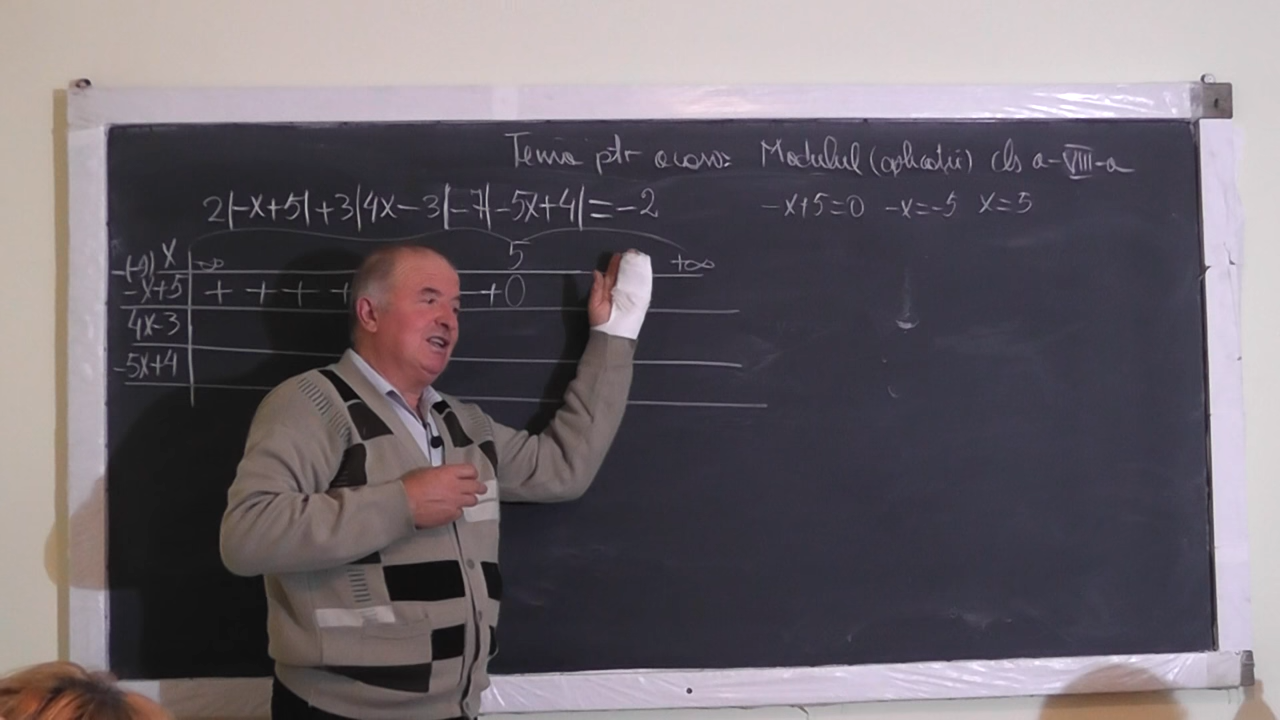 Tema ptr acasă: Modulul (aplicații) cls a-VIII-a
2|-x+5|+3|4x-3|-7|-5x+4|=-2
-x+5=0 -x=-5 x=5
x -∞ 5 +∞
-x+5 + + + + + 0
4x-3
-5x+4